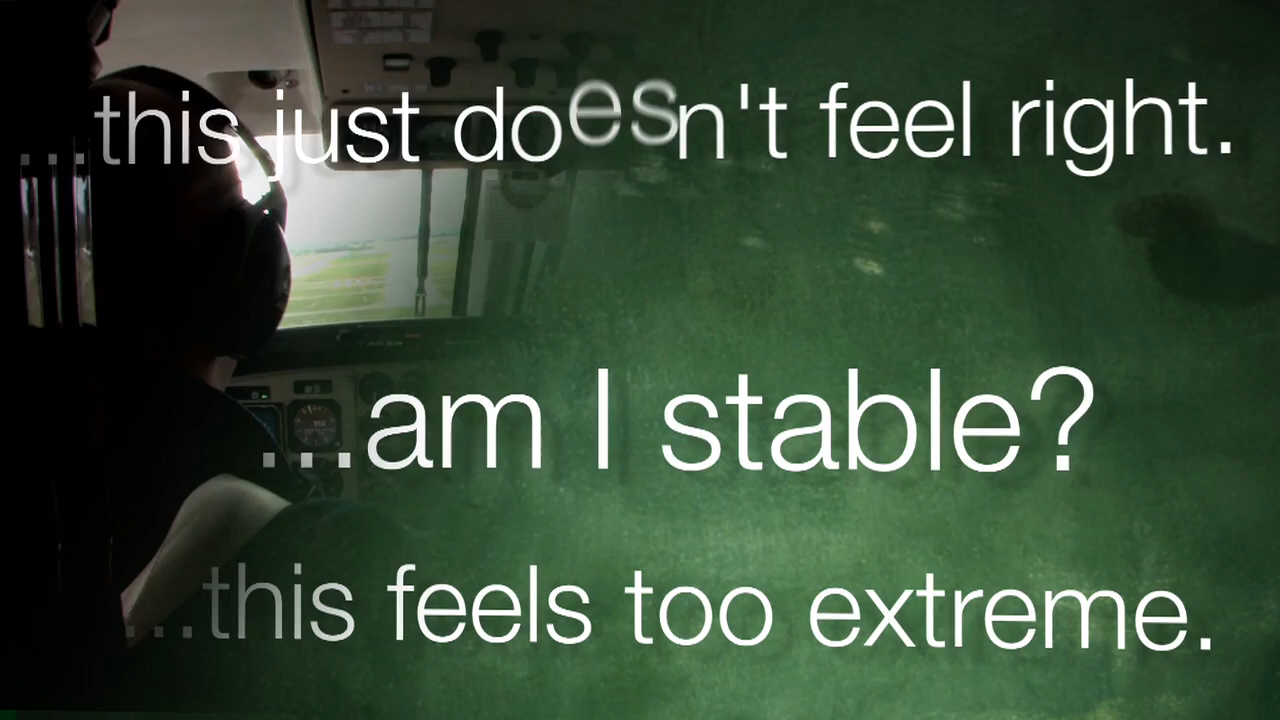 ...this just doesn't feel right.
...am I stable?
...this feels too extreme.